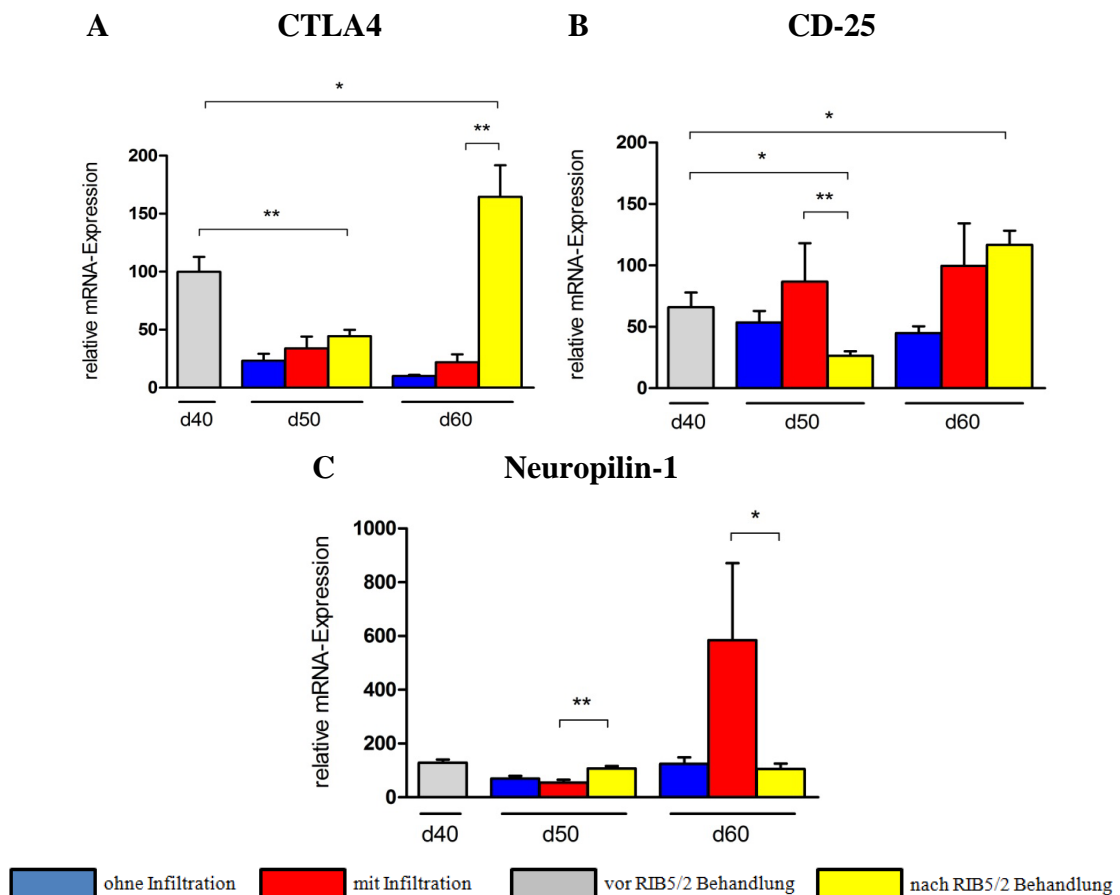 A CTLA4
relative mRNA-Expression
200
150
100
50
0
*
**
**
d40 d50 d60
B CD-25
relative mRNA-Expression
200
150
100
50
0
*
*
**
d40 d50 d60
C Neuropilin-1
relative mRNA-Expression
1000
800
600
400
200
0
**
*
d40 d50 d60
ohne Infiltration mit Infiltration vor RIB5/2 Behandlung nach RIB5/2 Behandlung